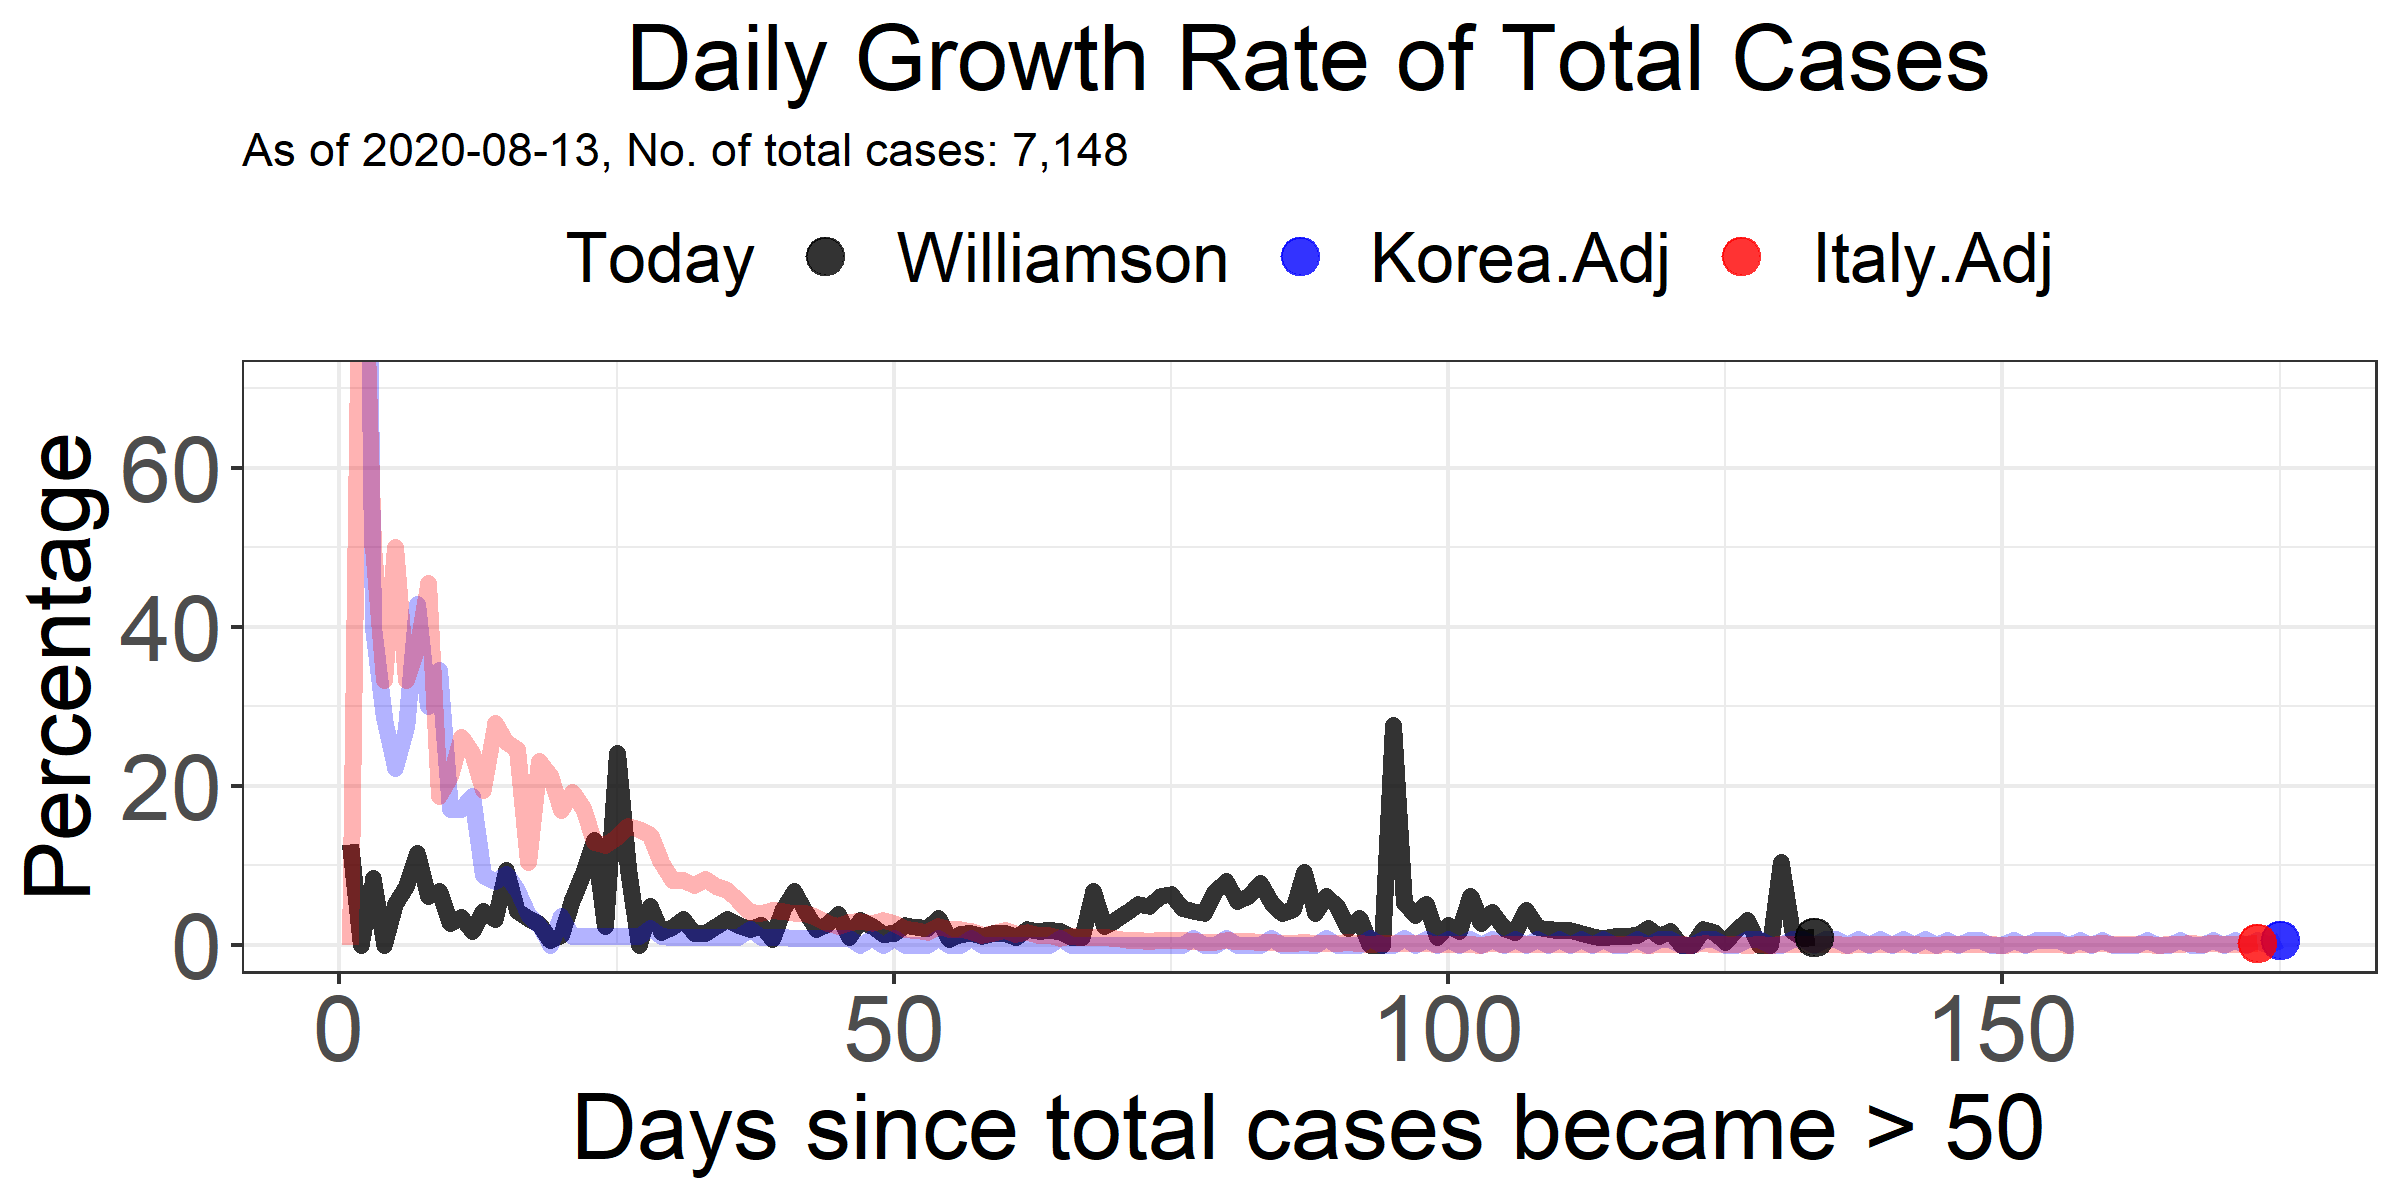 Daily Growth Rate of Total Cases
As of 2020-08-13, No. of total cases: 7,148
Today Williamson Korea.Adj Italy.Adj
Percentage
60
40
20
0
0 50 100 150
Days since total cases became > 50